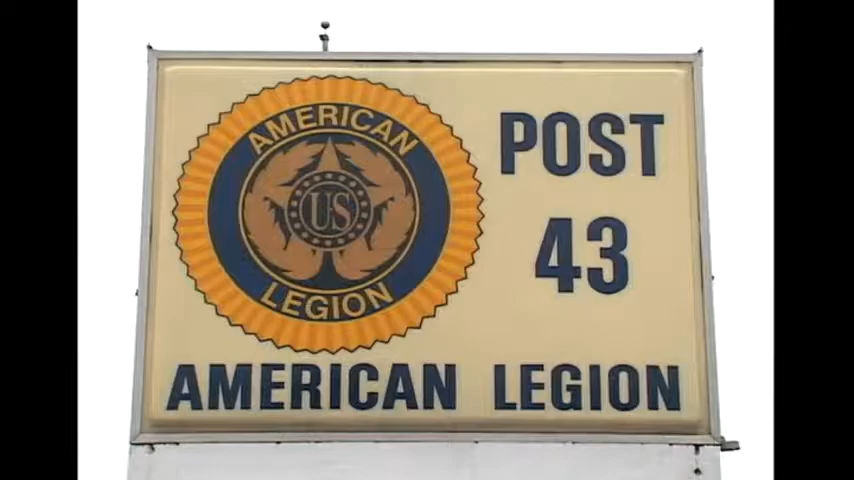 AMERICAN
US
LEGION
POST
43
AMERICAN LEGION